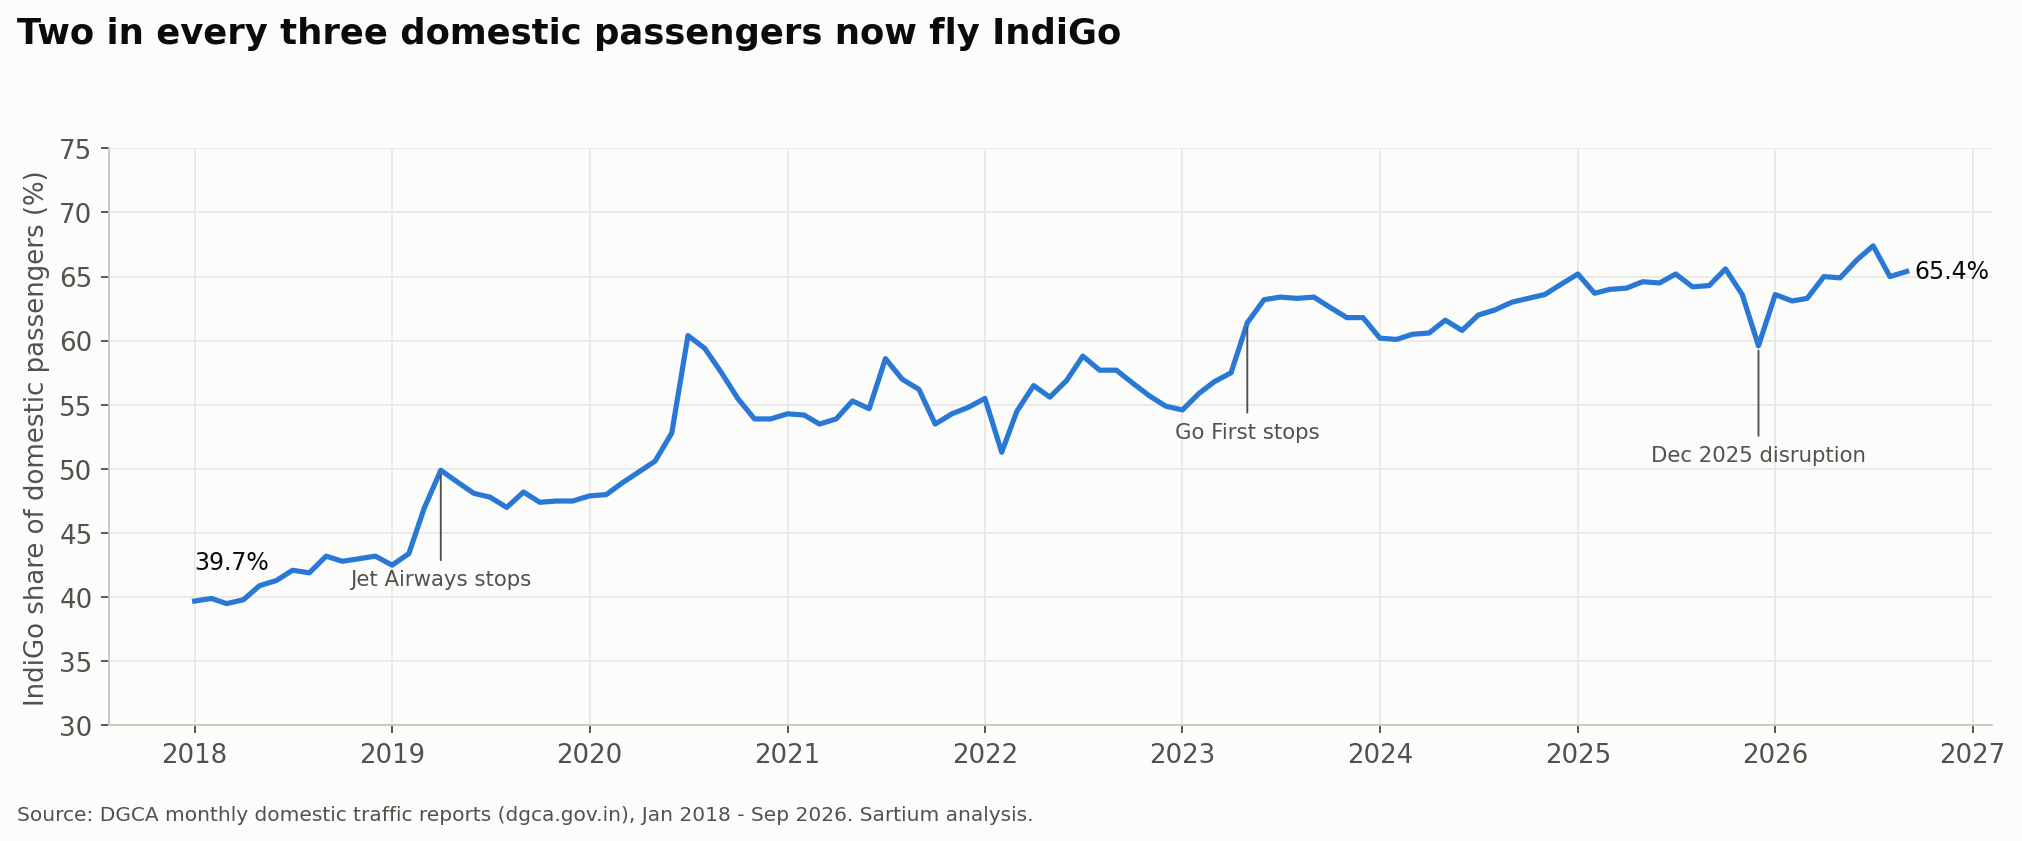 Two in every three domestic passengers now fly IndiGo
IndiGo share of domestic passengers (%)
75
70
65
60
55
50
45
40
35
30
39.7%
Jet Airways stops
Go First stops
Dec 2025 disruption
65.4%
2018 2019 2020 2021 2022 2023 2024 2025 2026 2027
Source: DGCA monthly domestic traffic reports (dgca.gov.in), Jan 2018 - Sep 2026. Sartium analysis.